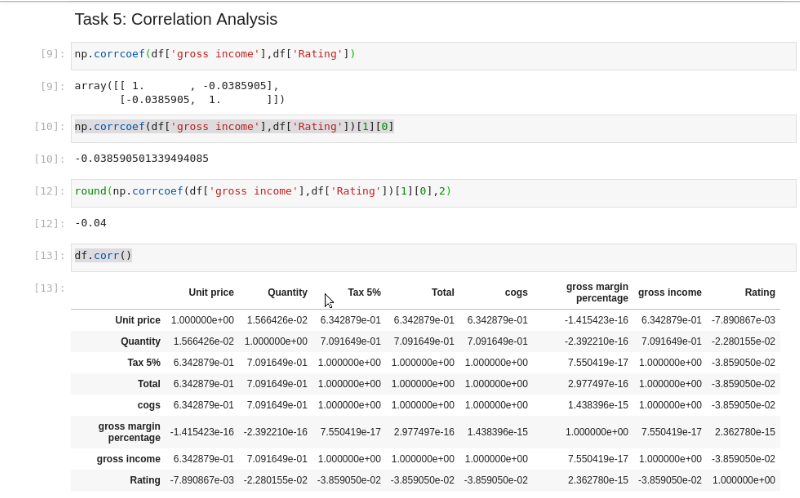 Task 5: Correlation Analysis
[9]: np.corrcoef(df['gross income'],df['Rating'])
[9]: array([[ 1.       , -0.0385905],
       [-0.0385905,  1.       ]])
[10]: np.corrcoef(df['gross income'],df['Rating'])[1][0]
[10]: -0.038590501339494085
[12]: round(np.corrcoef(df['gross income'],df['Rating'])[1][0],2)
[12]: -0.04
[13]: df.corr()
[13]:
Unit price Quantity Tax 5% Total cogs gross margin percentage gross income Rating
Unit price 1.000000e+00 1.566426e-02 6.342879e-01 6.342879e-01 6.342879e-01 -1.415423e-16 6.342879e-01 -7.890867e-03
Quantity 1.566426e-02 1.000000e+00 7.091649e-01 7.091649e-01 7.091649e-01 -2.392210e-16 7.091649e-01 -2.280155e-02
Tax 5% 6.342879e-01 7.091649e-01 1.000000e+00 1.000000e+00 1.000000e+00 7.550419e-17 1.000000e+00 -3.859050e-02
Total 6.342879e-01 7.091649e-01 1.000000e+00 1.000000e+00 1.000000e+00 2.977497e-16 1.000000e+00 -3.859050e-02
cogs 6.342879e-01 7.091649e-01 1.000000e+00 1.000000e+00 1.000000e+00 1.438396e-15 1.000000e+00 -3.859050e-02
gross margin percentage -1.415423e-16 -2.392210e-16 7.550419e-17 2.977497e-16 1.438396e-15 1.000000e+00 7.550419e-17 2.362780e-15
gross income 6.342879e-01 7.091649e-01 1.000000e+00 1.000000e+00 1.000000e+00 7.550419e-17 1.000000e+00 -3.859050e-02
Rating -7.890867e-03 -2.280155e-02 -3.859050e-02 -3.859050e-02 -3.859050e-02 2.362780e-15 -3.859050e-02 1.000000e+00